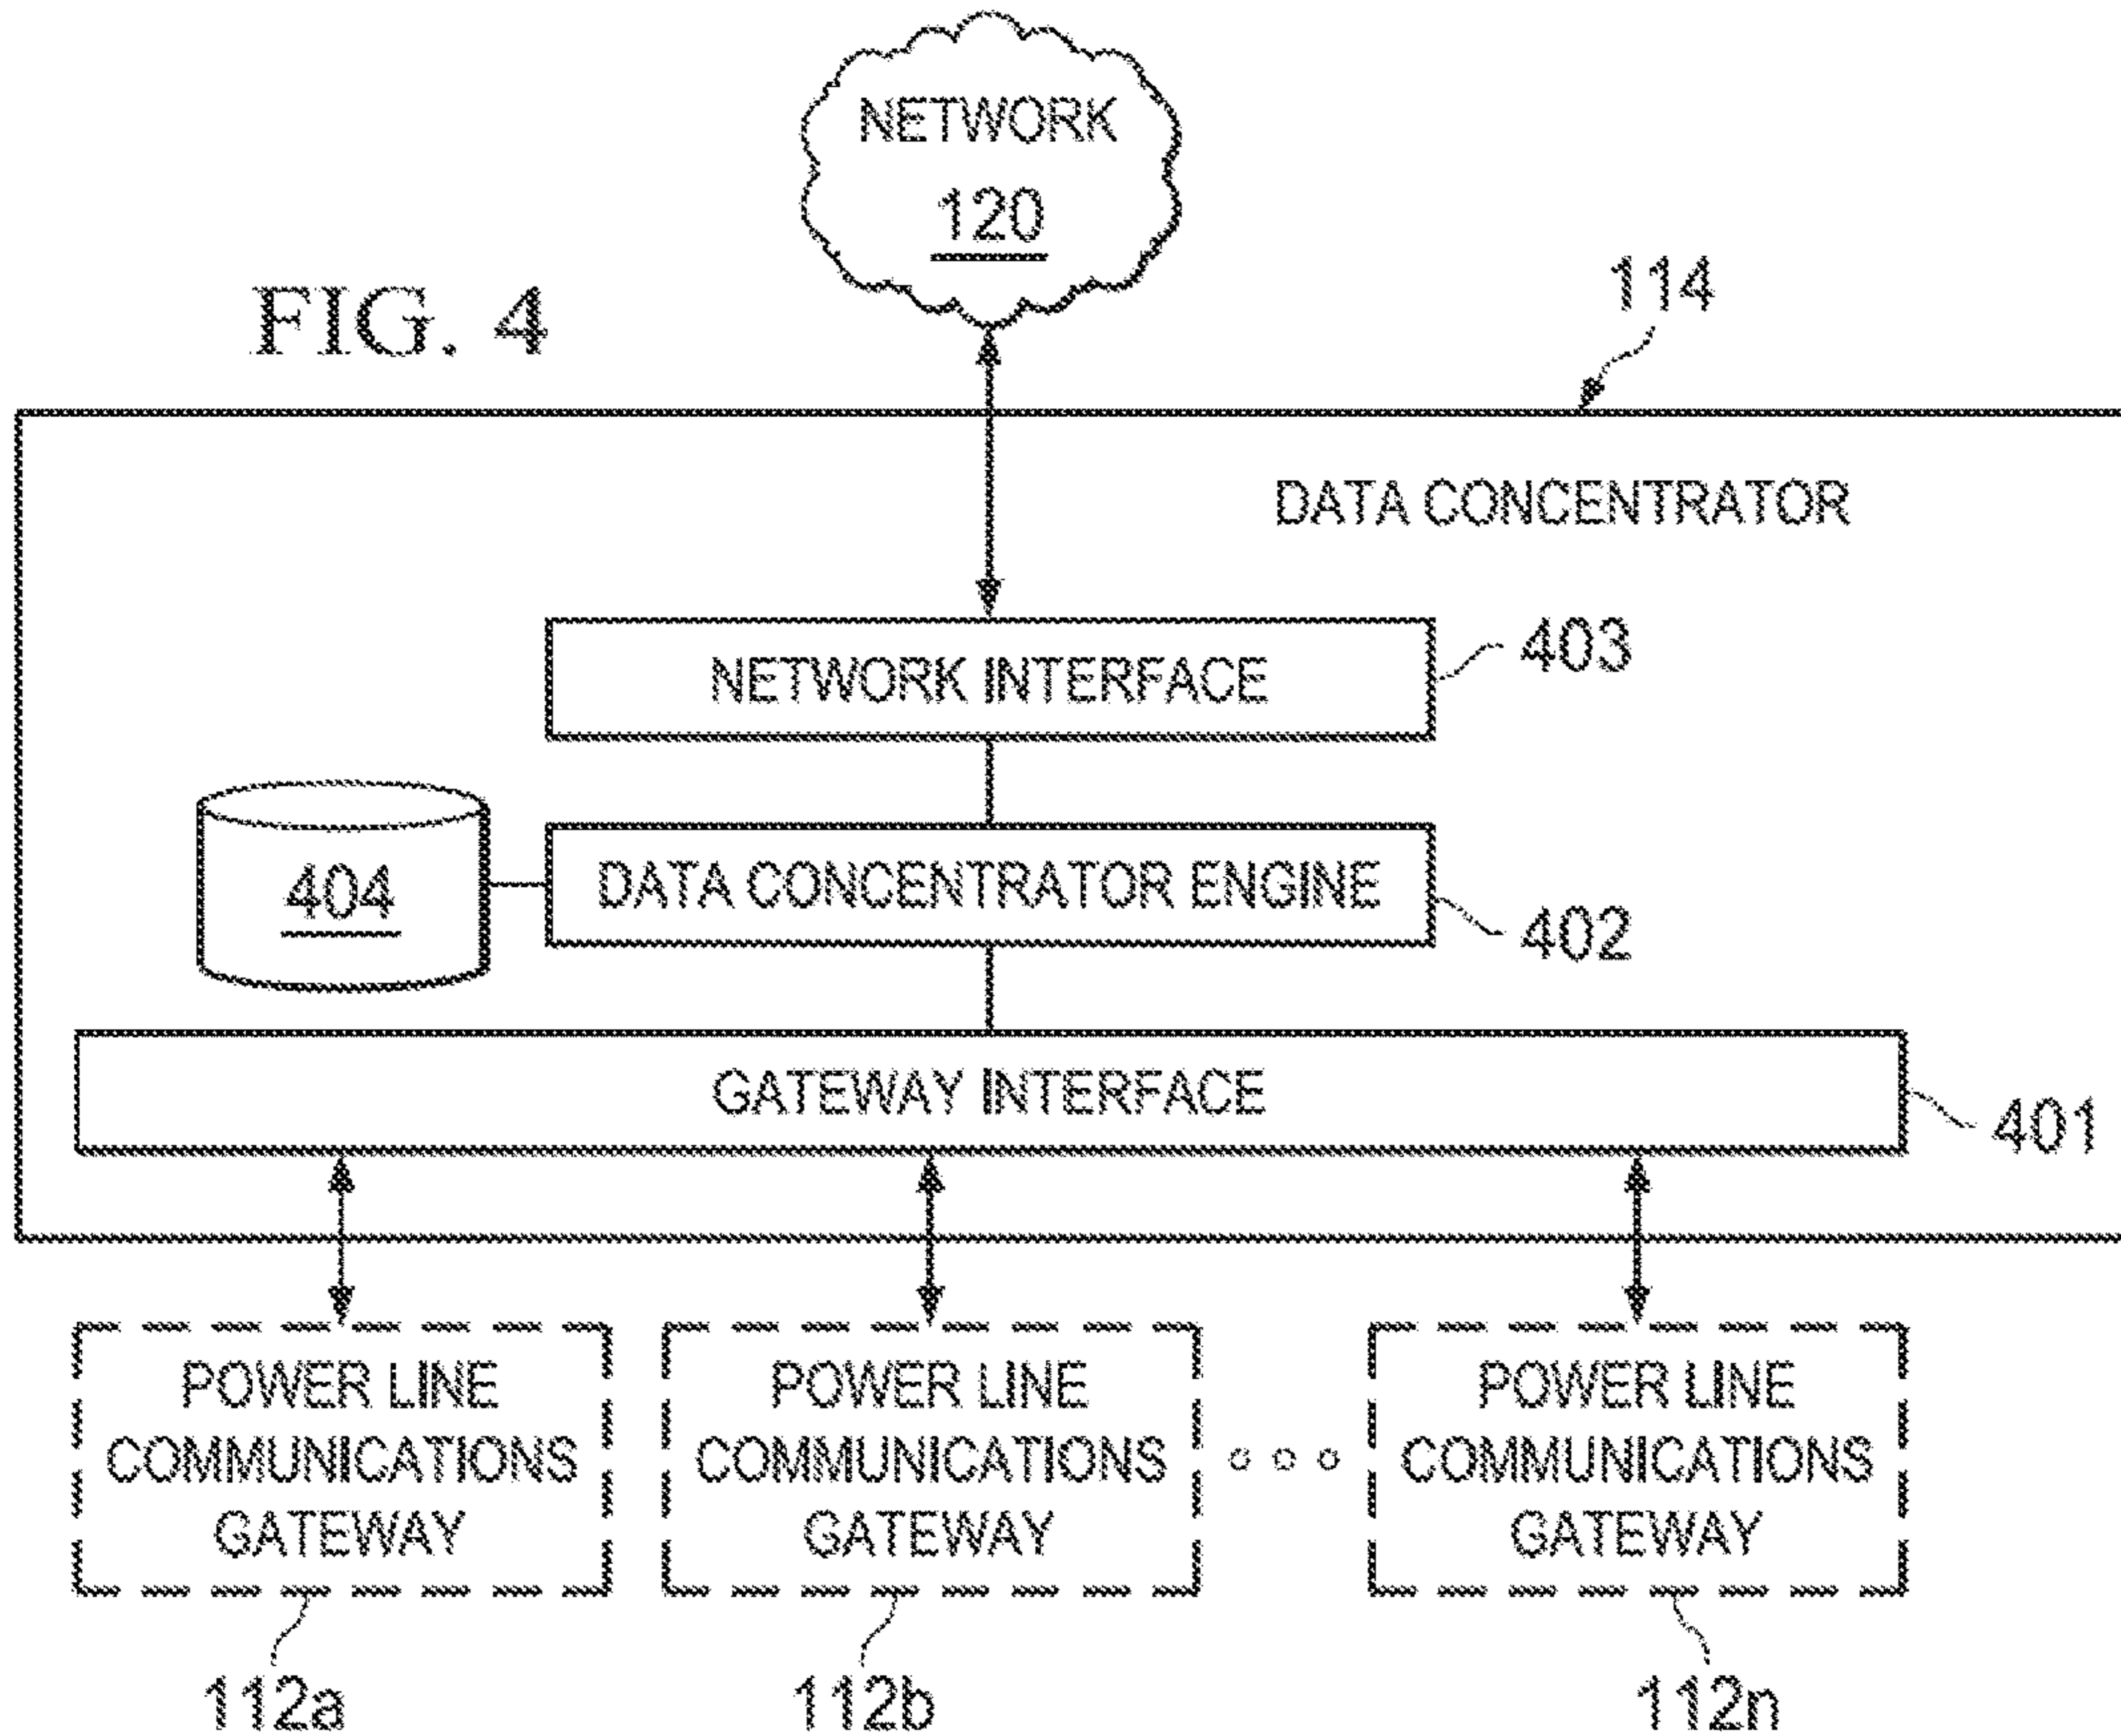 NETWORK
120
FIG. 4
114
DATA CONCENTRATOR
NETWORK INTERFACE
403
404
DATA CONCENTRATOR ENGINE
402
GATEWAY INTERFACE
401
POWER LINE
COMMUNICATIONS
GATEWAY
POWER LINE
COMMUNICATIONS
GATEWAY
POWER LINE
COMMUNICATIONS
GATEWAY
112a
112b
112n